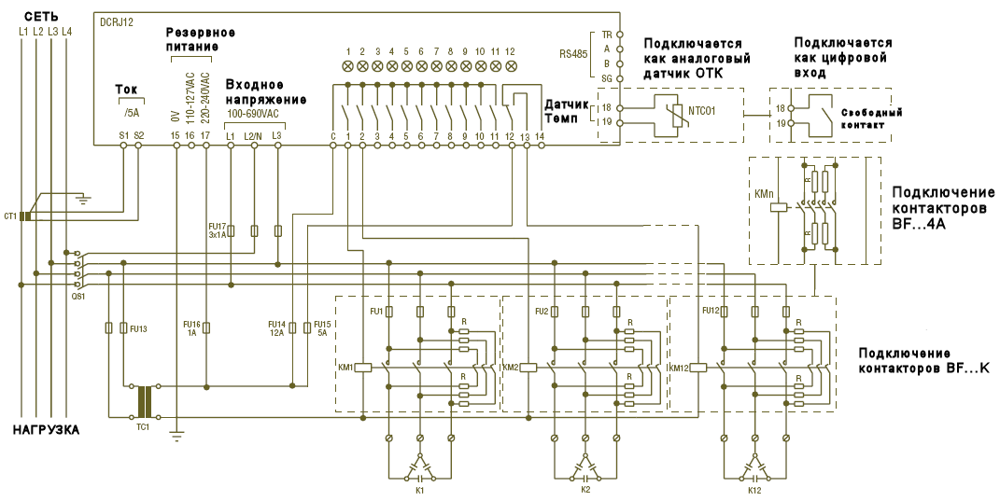 СЕТЬ
L1 L2 L3 L4
DCRJ12
Резервное
питание
Ток
/5A
0V
110-127VAC
220-240VAC
Входное
напряжение
100-690VAC
1 2 3 4 5 6 7 8 9 10 11 12
RS485
TR
A
B
SG
Датчик
Темп
18
19
Подключается
как аналоговый
датчик ОТК
NTC01
Подключается
как цифровой
вход
18
19
Свободный
контакт
S1 S2 15 16 17 L1 L2/N L3 C 1 2 3 4 5 6 7 8 9 10 11 12 13 14
CT1
FU17
3x1A
QS1
KMn
R
R
Подключение
контакторов
BF...4A
FU13
FU16
1A
FU14
12A
FU15
5A
FU1
R
KM1
R
FU2
R
KM2
R
FU12
R
KM12
R
Подключение
контакторов BF...K
НАГРУЗКА
TC1
K1
K2
K12